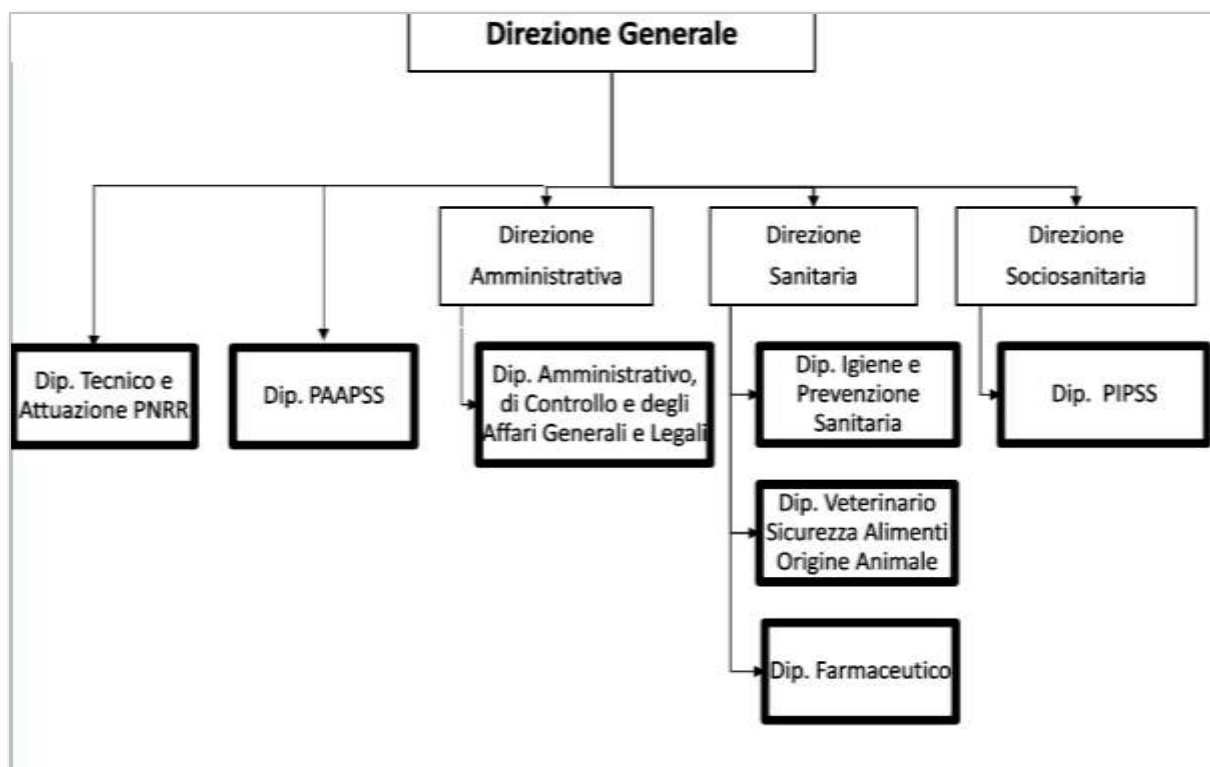 Direzione Generale
Direzione
Amministrativa
Direzione
Sanitaria
Direzione
Sociosanitaria
Dip. Tecnico e
Attuazione PNRR
Dip. PAAPSS
Dip. Amministrativo,
di Controllo e degli
Affari Generali e Legali
Dip. Igiene e
Prevenzione
Sanitaria
Dip. PIPSS
Dip. Veterinario
Sicurezza Alimenti
Origine Animale
Dip. Farmaceutico